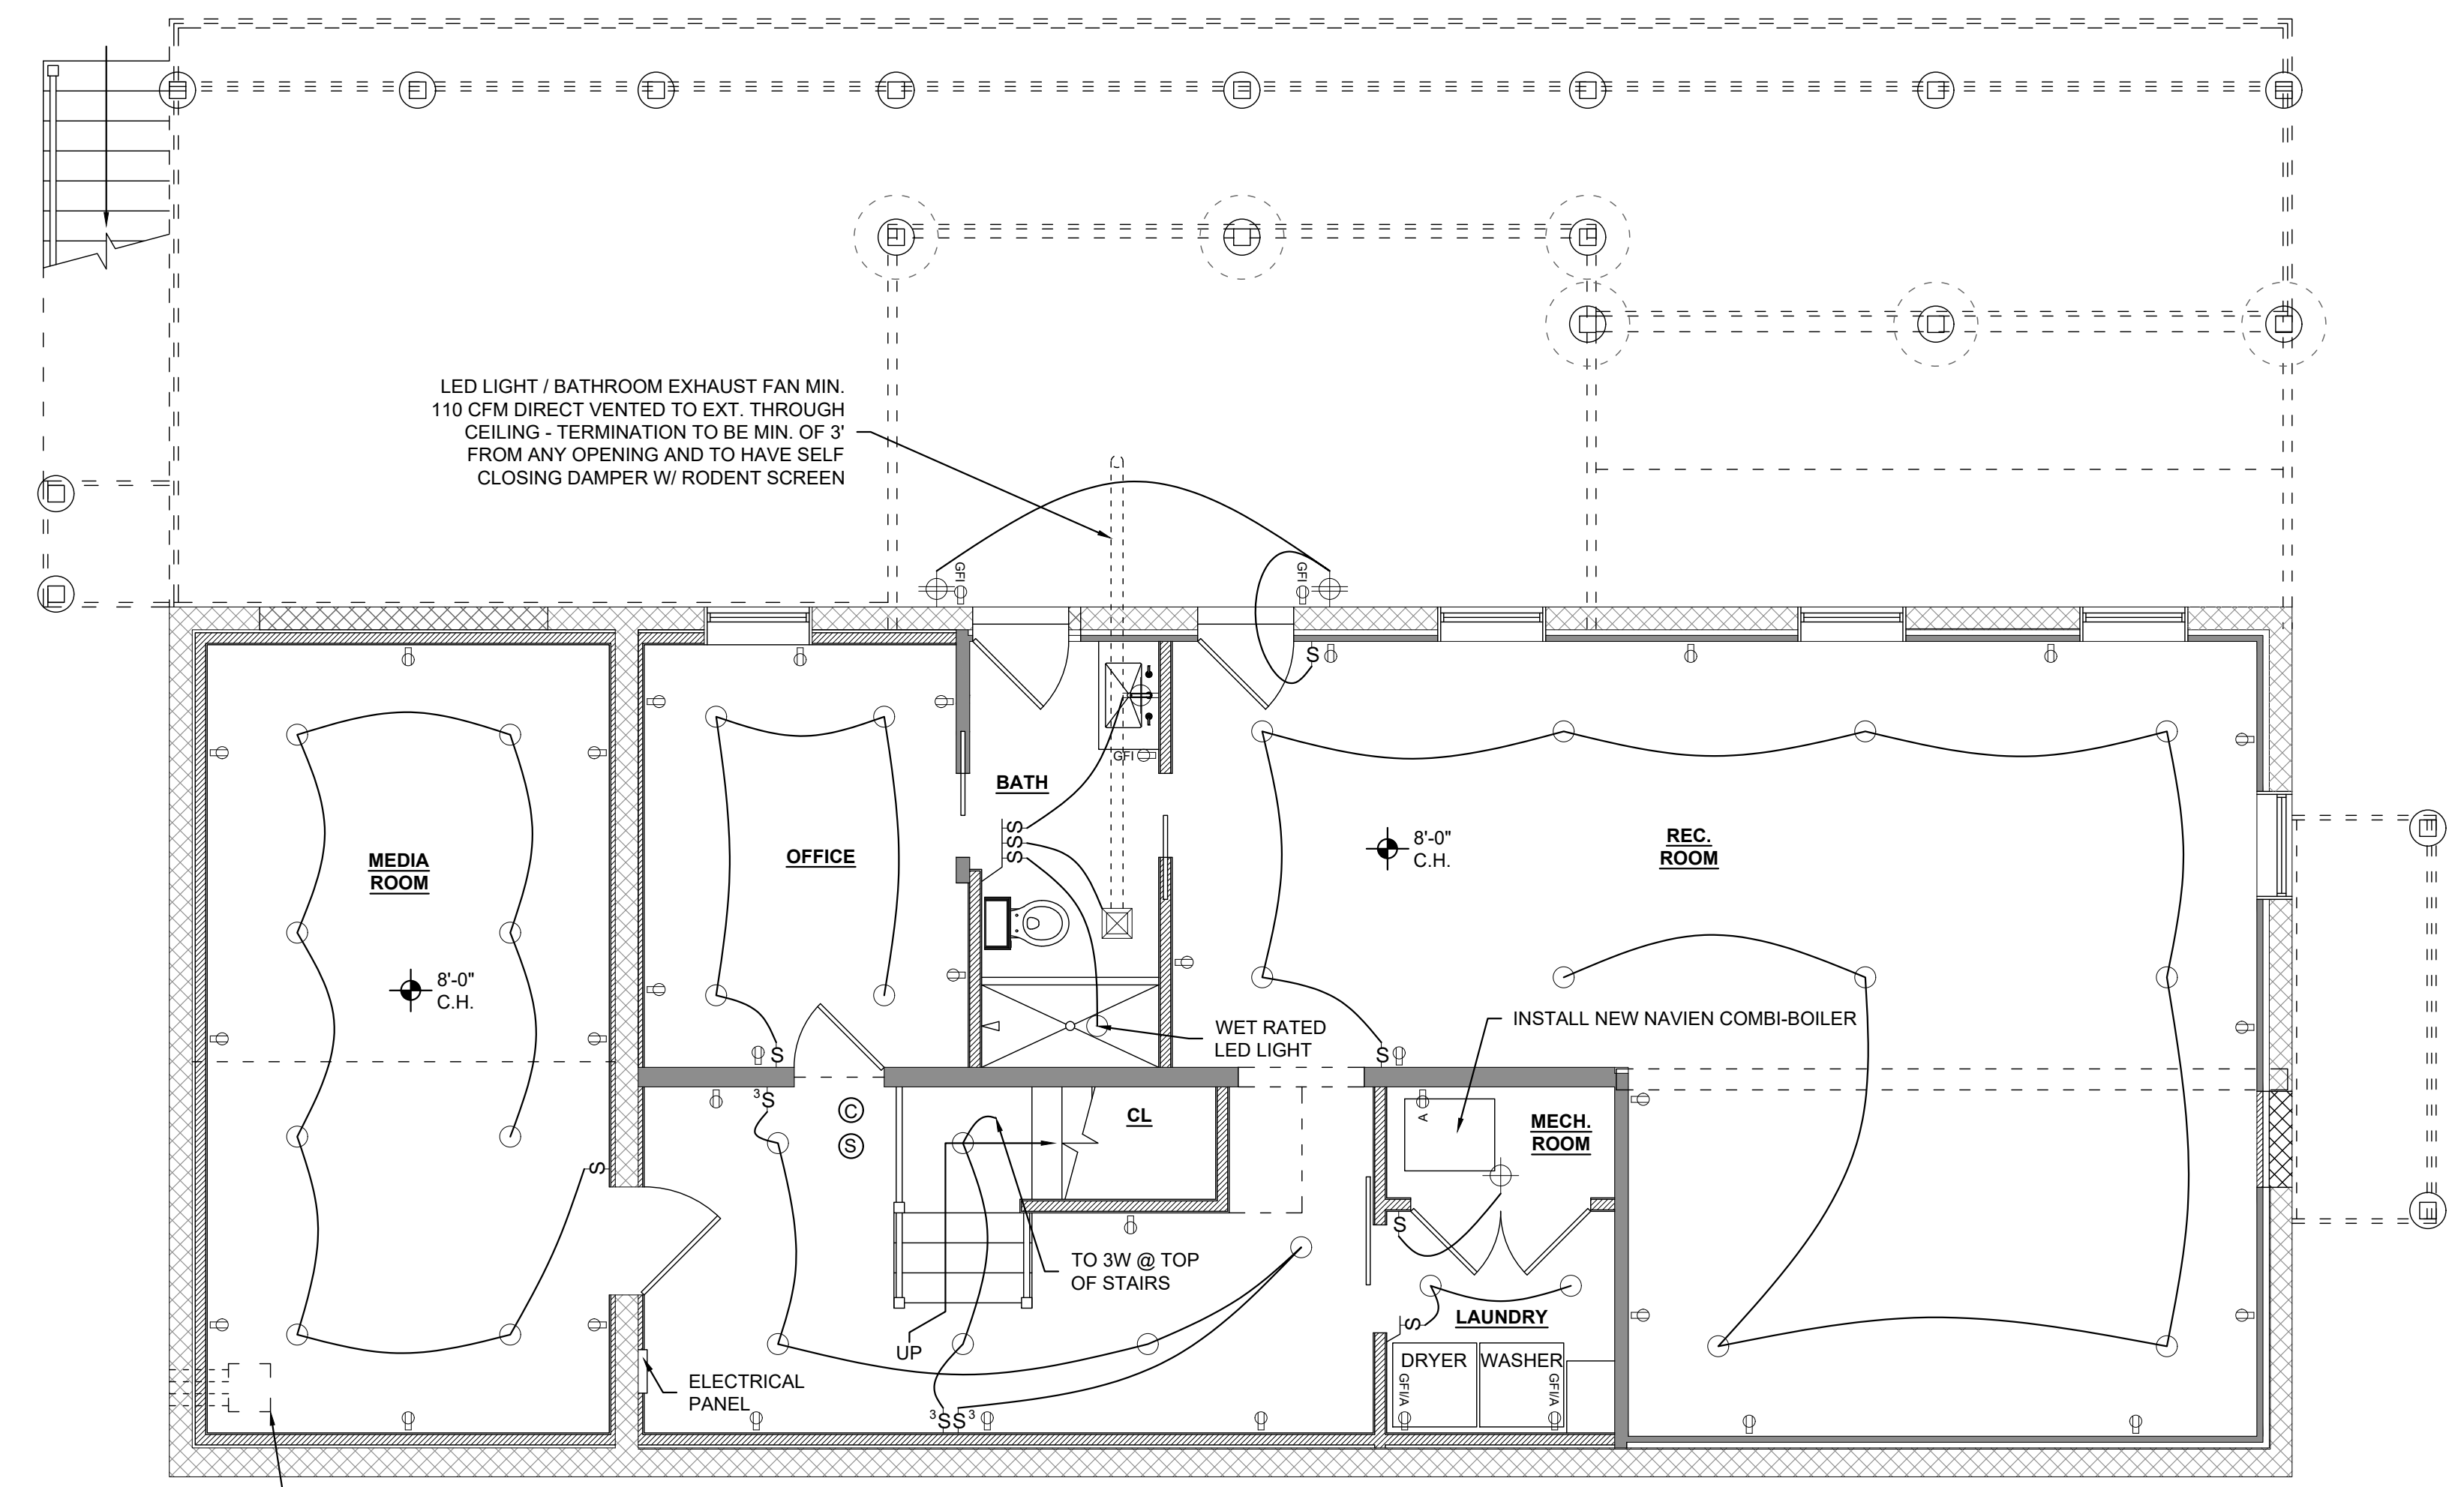 LED LIGHT / BATHROOM EXHAUST FAN MIN.
110 CFM DIRECT VENTED TO EXT. THROUGH
CEILING - TERMINATION TO BE MIN. OF 3'
FROM ANY OPENING AND TO HAVE SELF
CLOSING DAMPER W/ RODENT SCREEN
GFI
GFI
S
GFI
BATH
S
S
S
MEDIA
ROOM
8'-0"
C.H.
OFFICE
8'-0"
C.H.
REC.
ROOM
INSTALL NEW NAVIEN COMBI-BOILER
WET RATED
LED LIGHT
S
S
3S
C
S
CL
A
MECH.
ROOM
S
S
TO 3W @ TOP
OF STAIRS
UP
LAUNDRY
S
DRYER
WASHER
GFI/A
GFI/A
ELECTRICAL
PANEL
3SS3